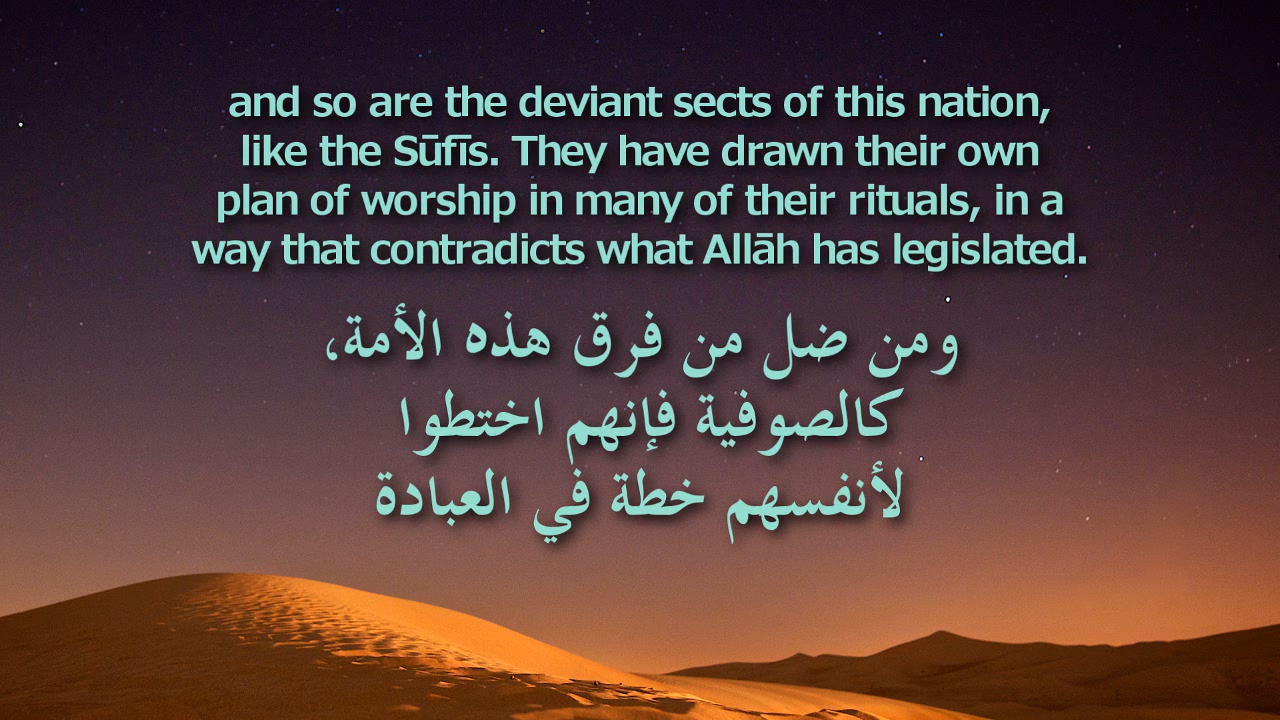 and so are the deviant sects of this nation,
like the Sūfīs. They have drawn their own
plan of worship in many of their rituals, in a
way that contradicts what Allāh has legislated.
ومن ضل من فرق هذه الأمة،
كالصوفية فإنهم اختطوا
لأنفسهم خطة في العبادة